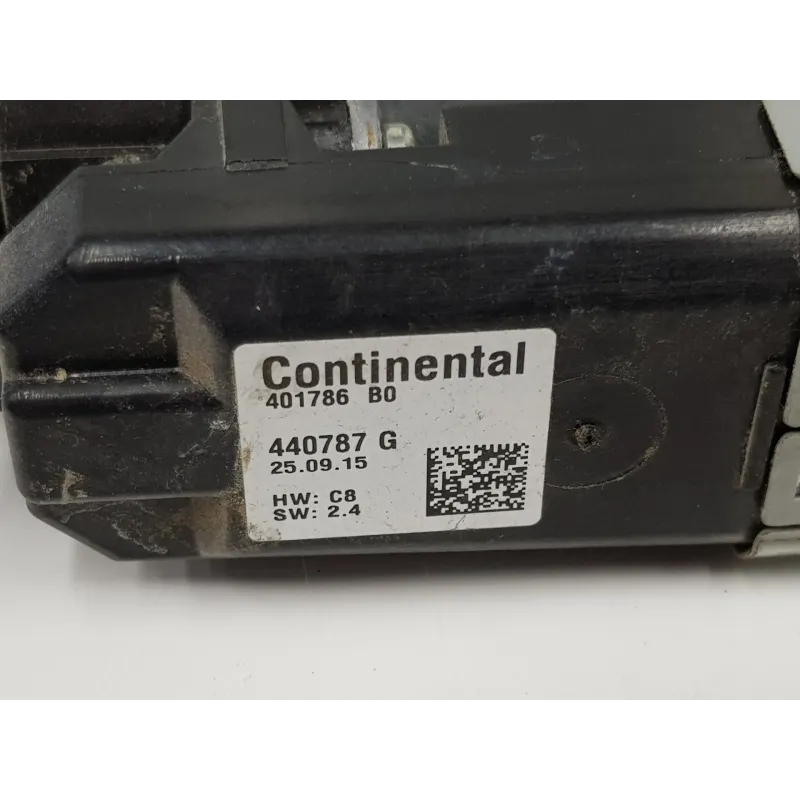 Continental
401786 B0
440787 G
25.09.15
HW: C8
SW: 2.4